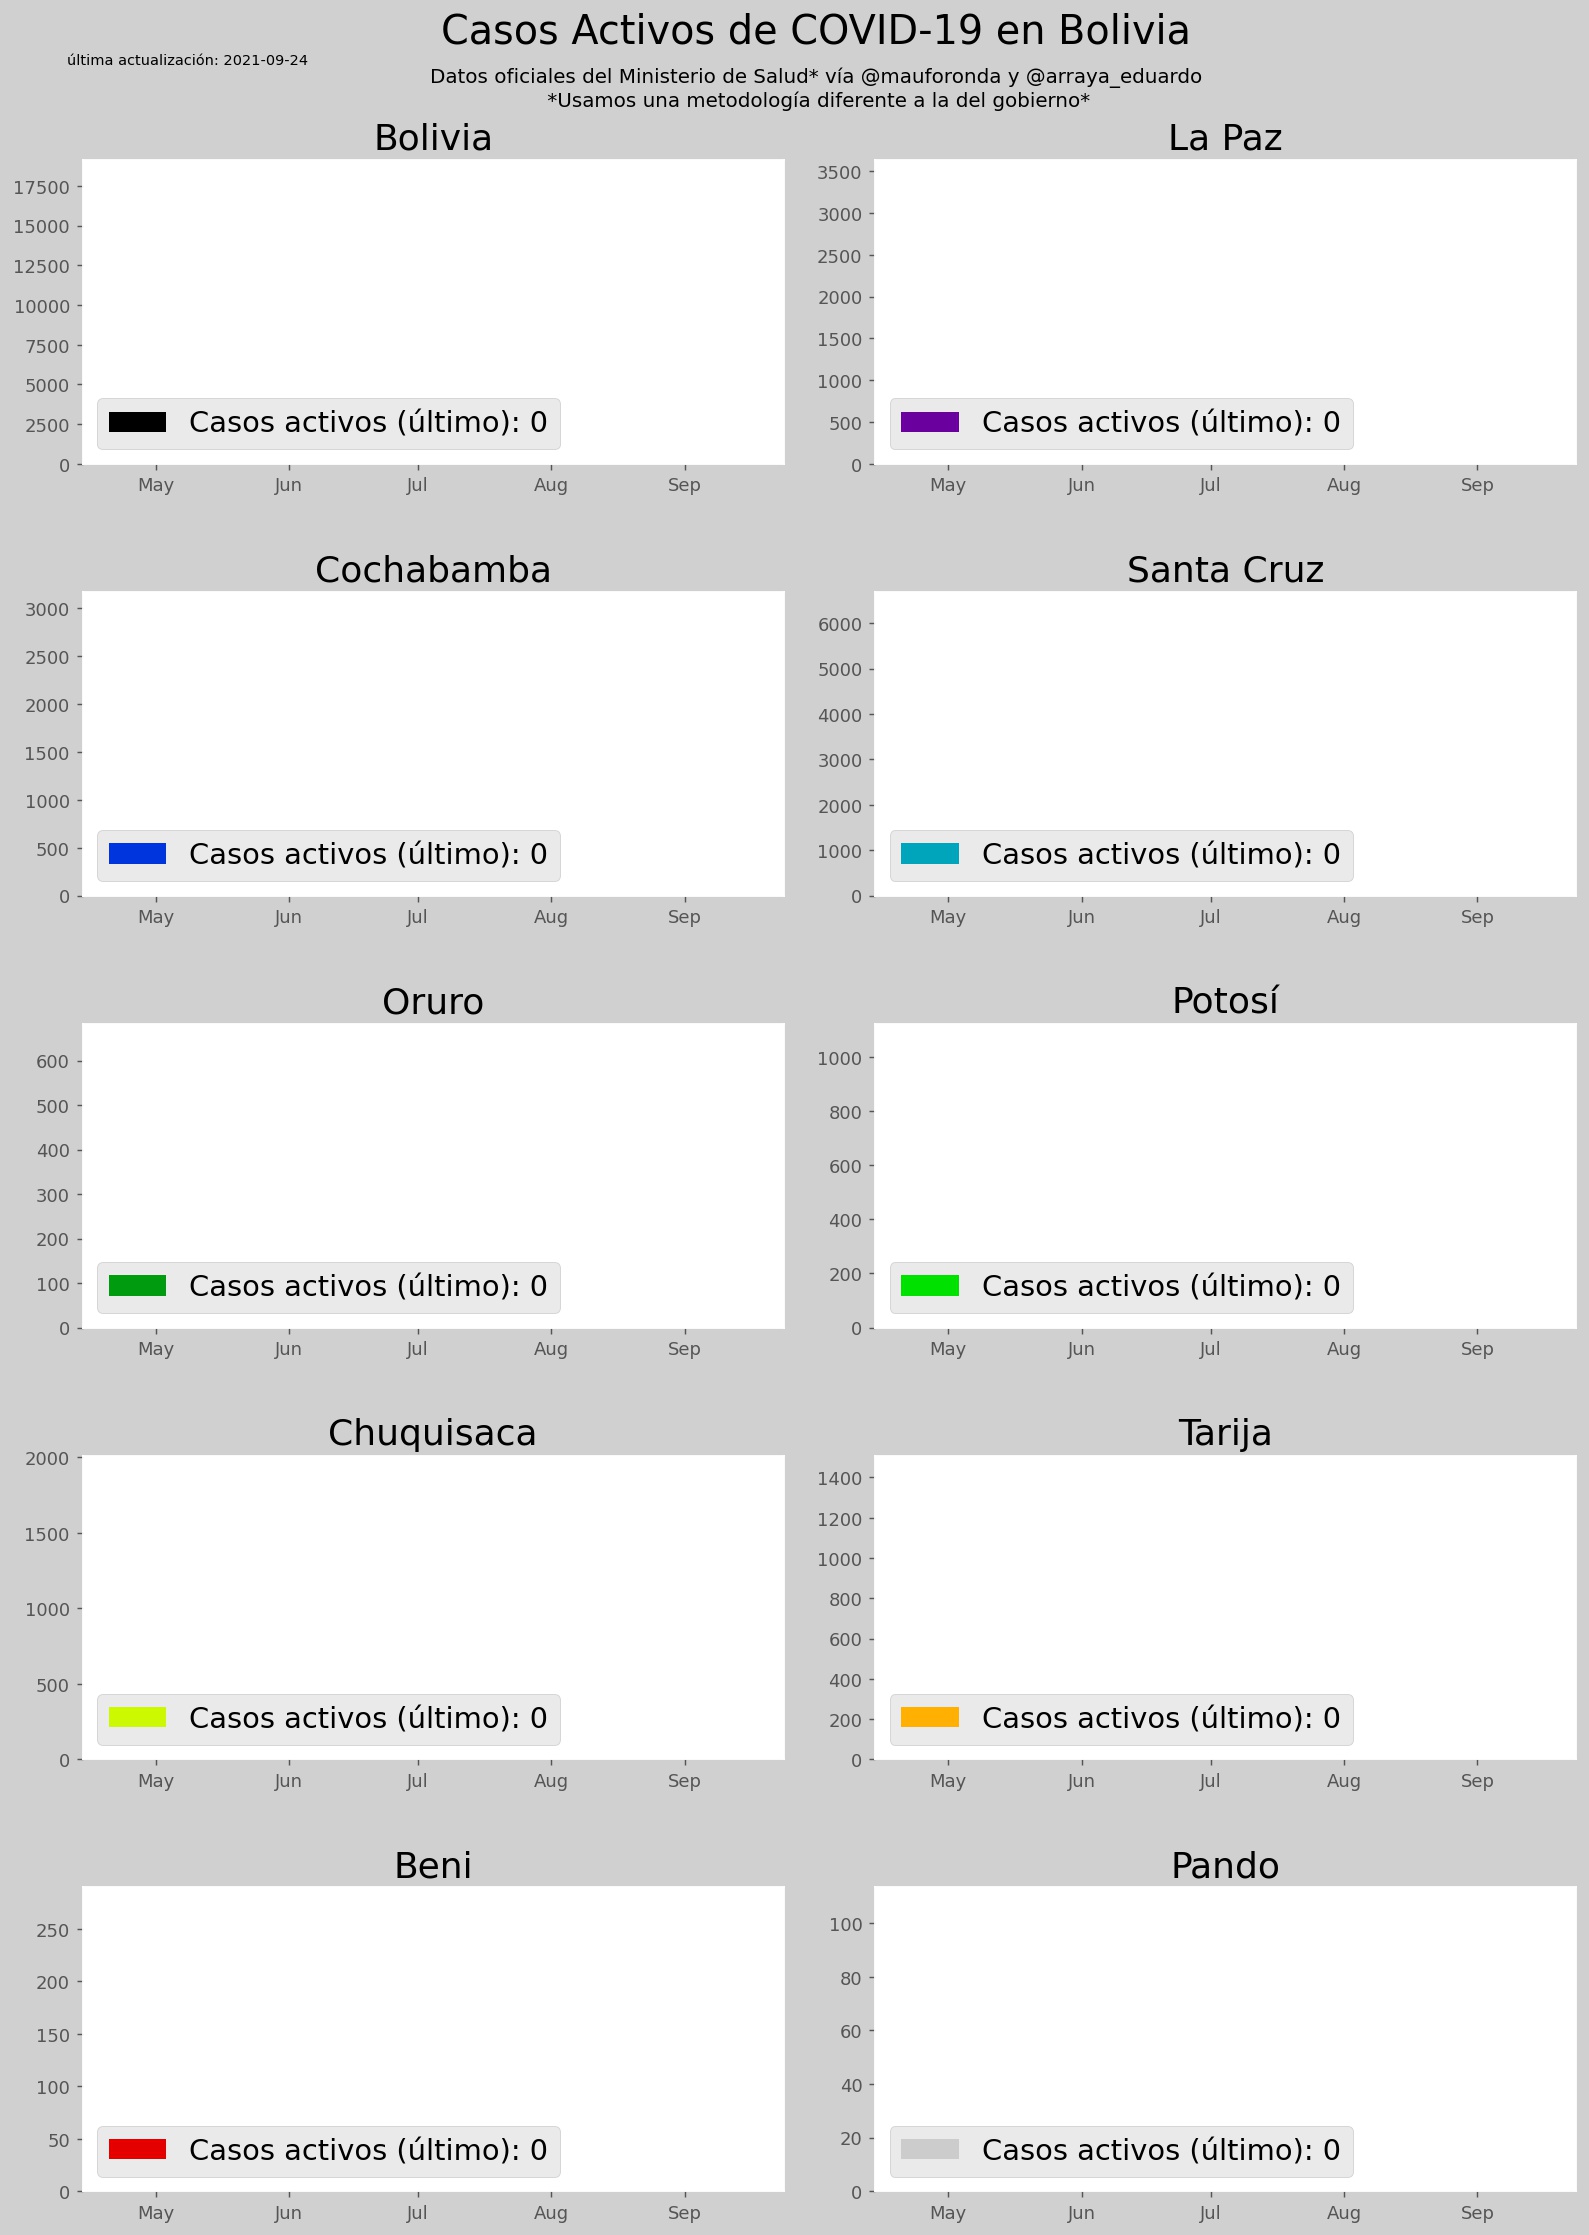 Casos Activos de COVID-19 en Bolivia
última actualización: 2021-09-24
Datos oficiales del Ministerio de Salud* vía @mauforonda y @arraya_eduardo
*Usamos una metodología diferente a la del gobierno*
Bolivia
17500
15000
12500
10000
7500
5000
2500
0
Casos activos (último): 0
May Jun Jul Aug Sep
La Paz
3500
3000
2500
2000
1500
1000
500
0
Casos activos (último): 0
May Jun Jul Aug Sep
Cochabamba
3000
2500
2000
1500
1000
500
0
Casos activos (último): 0
May Jun Jul Aug Sep
Santa Cruz
6000
5000
4000
3000
2000
1000
0
Casos activos (último): 0
May Jun Jul Aug Sep
Oruro
600
500
400
300
200
100
0
Casos activos (último): 0
May Jun Jul Aug Sep
Potosí
1000
800
600
400
200
0
Casos activos (último): 0
May Jun Jul Aug Sep
Chuquisaca
2000
1500
1000
500
0
Casos activos (último): 0
May Jun Jul Aug Sep
Tarija
1400
1200
1000
800
600
400
200
0
Casos activos (último): 0
May Jun Jul Aug Sep
Beni
250
200
150
100
50
0
Casos activos (último): 0
May Jun Jul Aug Sep
Pando
100
80
60
40
20
0
Casos activos (último): 0
May Jun Jul Aug Sep